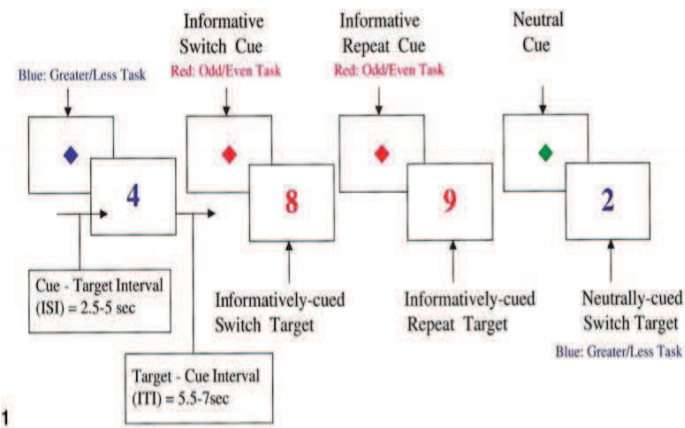 Informative
Switch Cue
Red: Odd/Even Task
Informative
Repeat Cue
Red: Odd/Even Task
Neutral
Cue
Blue: Greater/Less Task
4
8
9
2
Cue - Target Interval
(ISI) = 2.5-5 sec
Informatively-cued
Switch Target
Informatively-cued
Repeat Target
Neutrally-cued
Switch Target
Blue: Greater/Less Task
Target - Cue Interval
(ITI) = 5.5-7sec
1